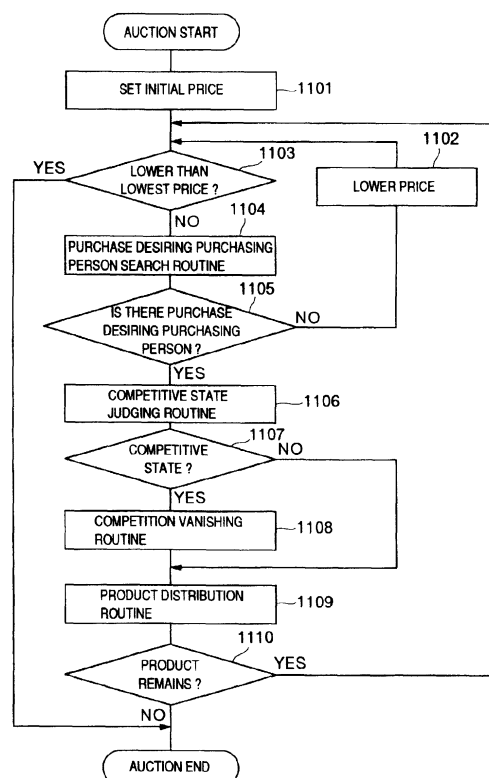 AUCTION START
SET INITIAL PRICE
1101
1102
1103
YES
LOWER THAN
LOWEST PRICE ?
LOWER PRICE
NO
1104
PURCHASE DESIRING PURCHASING
PERSON SEARCH ROUTINE
1105
IS THERE PURCHASE
DESIRING PURCHASING
PERSON ?
NO
YES
COMPETITIVE STATE
JUDGING ROUTINE
1106
1107
COMPETITIVE
STATE ?
NO
YES
COMPETITION VANISHING
ROUTINE
1108
PRODUCT DISTRIBUTION
ROUTINE
1109
1110
PRODUCT
REMAINS ?
YES
NO
AUCTION END